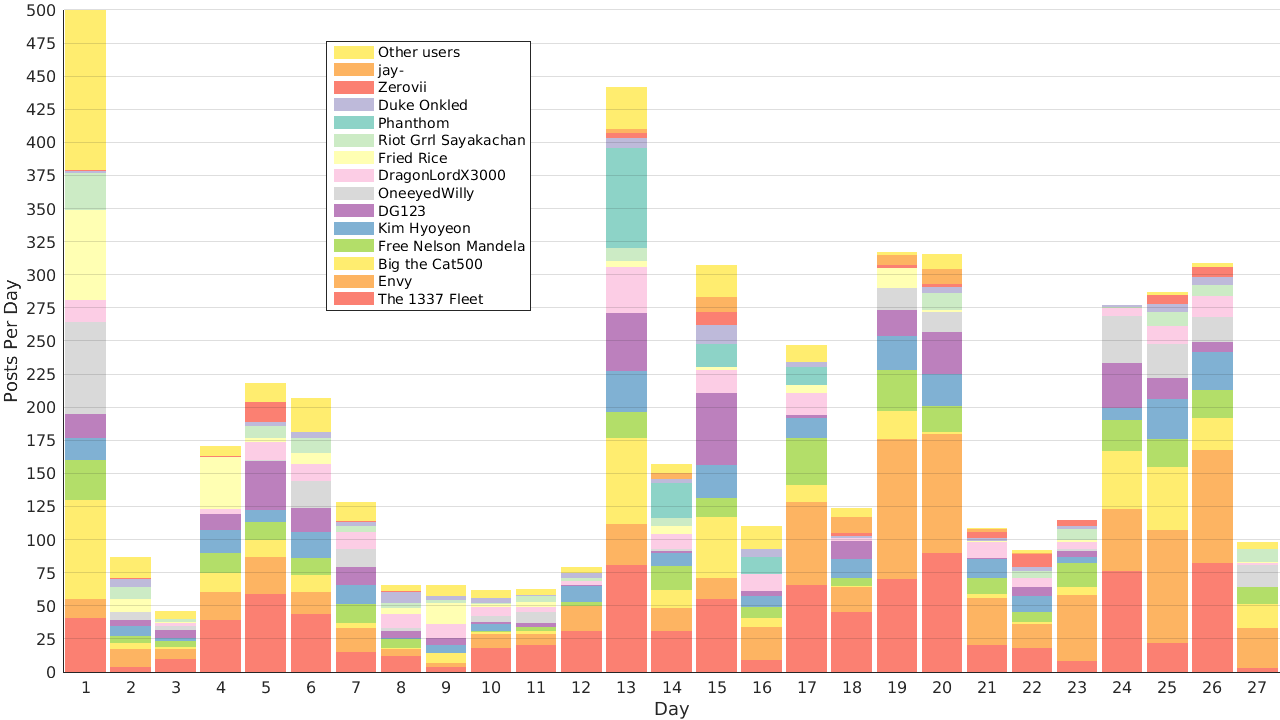 500
475
450
425
400
375
350
325
300
275
250
225
200
175
150
125
100
75
50
25
0
Posts Per Day
Other users
jay-
Zerovii
Duke Onkled
Phanthom
Riot Grrl Sayakachan
Fried Rice
DragonLordX3000
OneeyedWilly
DG123
Kim Hyoyeon
Free Nelson Mandela
Big the Cat500
Envy
The 1337 Fleet
1 2 3 4 5 6 7 8 9 10 11 12 13 14 15 16 17 18 19 20 21 22 23 24 25 26 27
Day